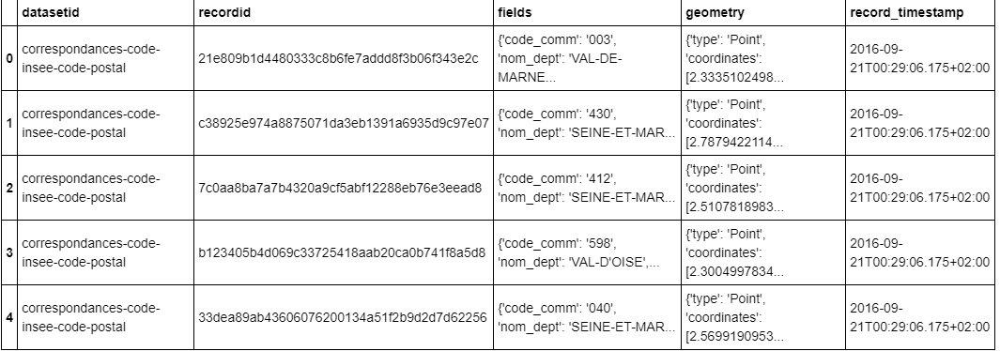 datasetid recordid fields geometry record_timestamp
0 correspondances-code-insee-code-postal 21e809b1d4480333c8b6fe7addd8f3b06f343e2c {'code_comm': '003', 'nom_dept': 'VAL-DE-MARNE... {'type': 'Point', 'coordinates': [2.3335102498... 2016-09-21T00:29:06.175+02:00
1 correspondances-code-insee-code-postal c38925e974a8875071da3eb1391a6935d9c97e07 {'code_comm': '430', 'nom_dept': 'SEINE-ET-MAR... {'type': 'Point', 'coordinates': [2.7879422114... 2016-09-21T00:29:06.175+02:00
2 correspondances-code-insee-code-postal 7c0aa8ba7a7b4320a9cf5abf12288eb76e3eead8 {'code_comm': '412', 'nom_dept': 'SEINE-ET-MAR... {'type': 'Point', 'coordinates': [2.5107818983... 2016-09-21T00:29:06.175+02:00
3 correspondances-code-insee-code-postal b123405b4d069c33725418aab20ca0b741f8a5d8 {'code_comm': '598', 'nom_dept': 'VAL-D'OISE',... {'type': 'Point', 'coordinates': [2.3004997834... 2016-09-21T00:29:06.175+02:00
4 correspondances-code-insee-code-postal 33dea89ab43606076200134a51f2b9d2d7d62256 {'code_comm': '040', 'nom_dept': 'SEINE-ET-MAR... {'type': 'Point', 'coordinates': [2.5699190953... 2016-09-21T00:29:06.175+02:00